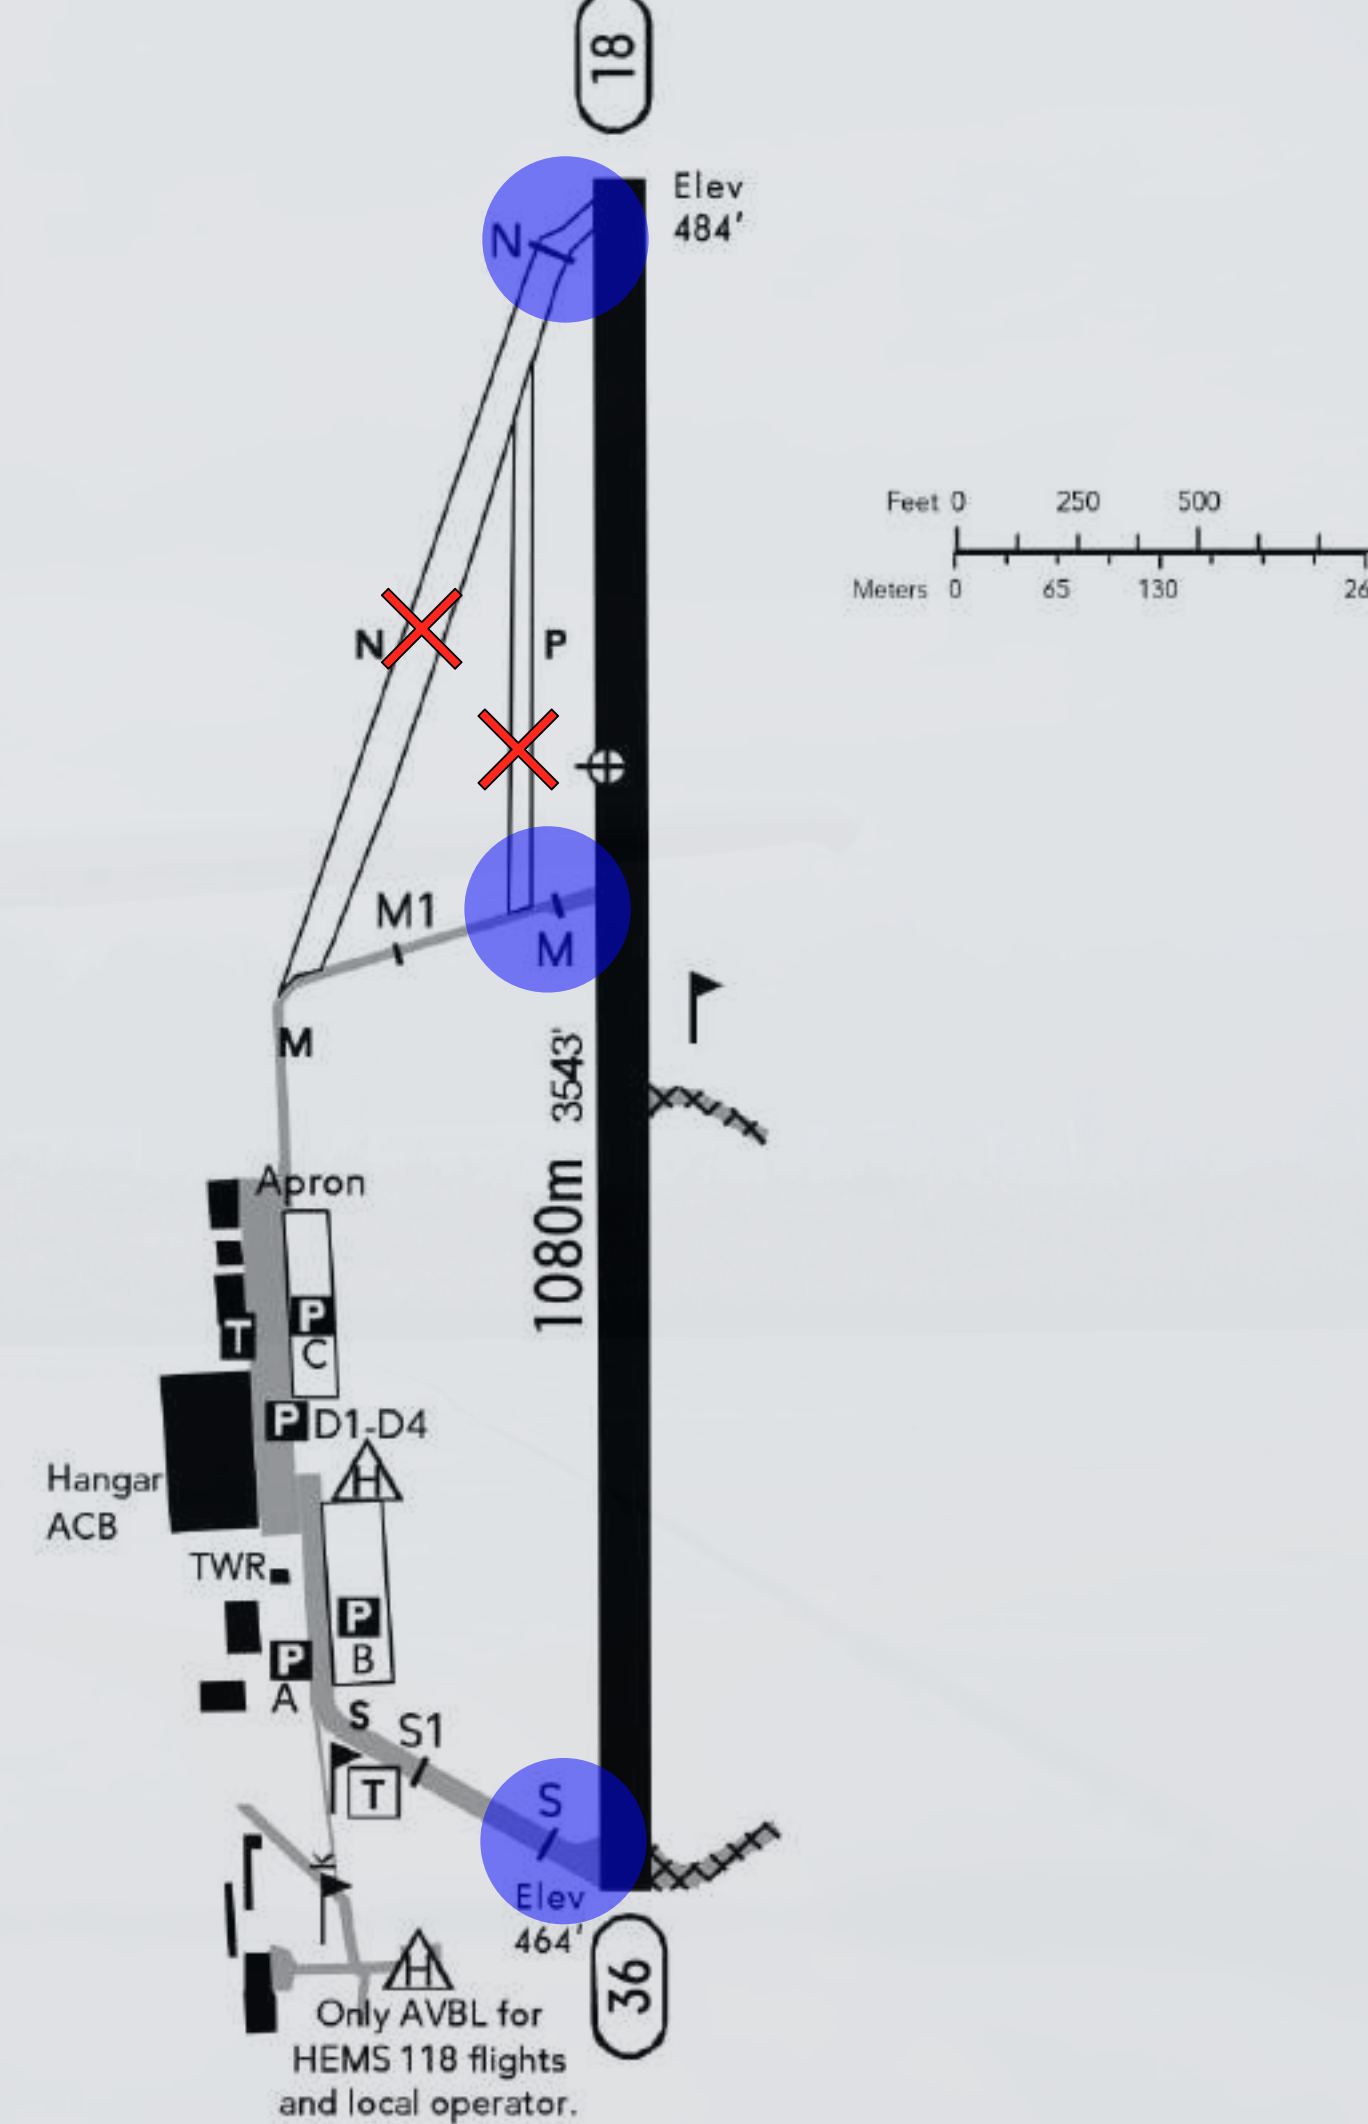 18
Elev
484'
N
Feet 0 250 500
Meters 0 65 130 26
N
P
M1
M
M
1080m 3543'
Apron
P
C
T
P D1-D4
H
Hangar
ACB
TWR
P
B
P
A
S
S1
T
S
K
Elev
464'
36
H
Only AVBL for
HEMS 118 flights
and local operator.